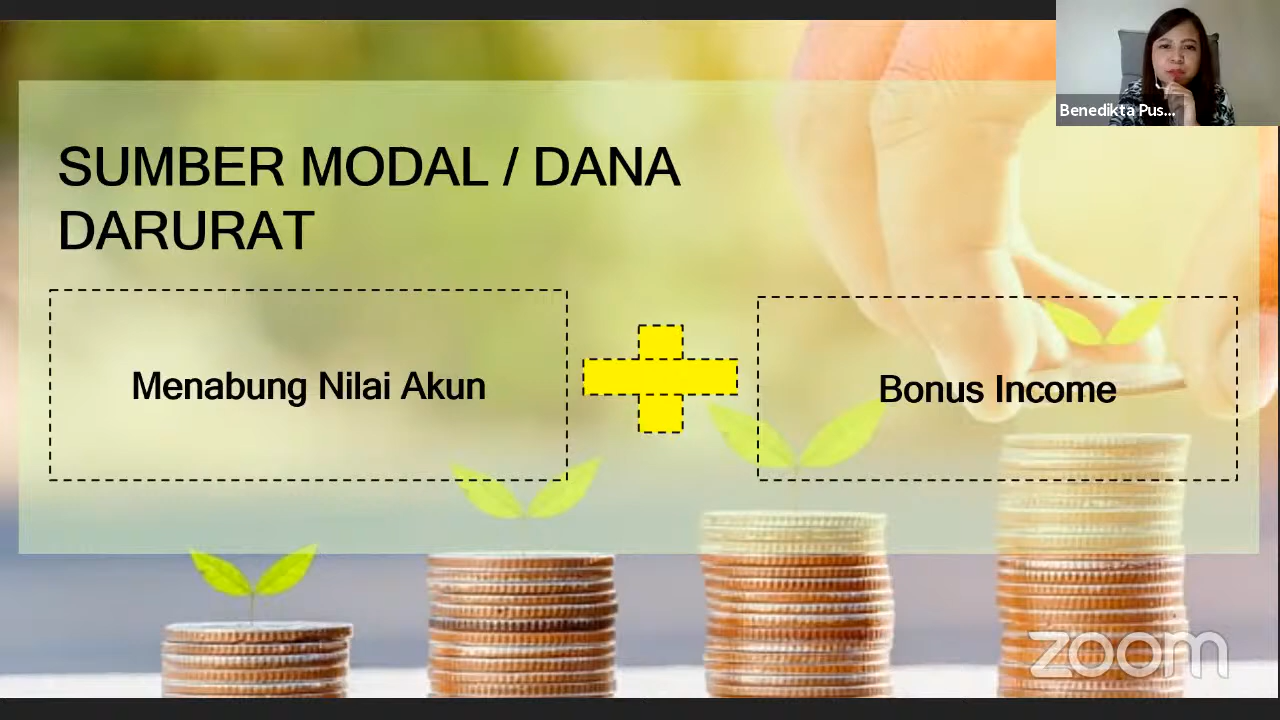 Benedikta Pus...
SUMBER MODAL / DANA
DARURAT
Menabung Nilai Akun
Bonus Income
zoom